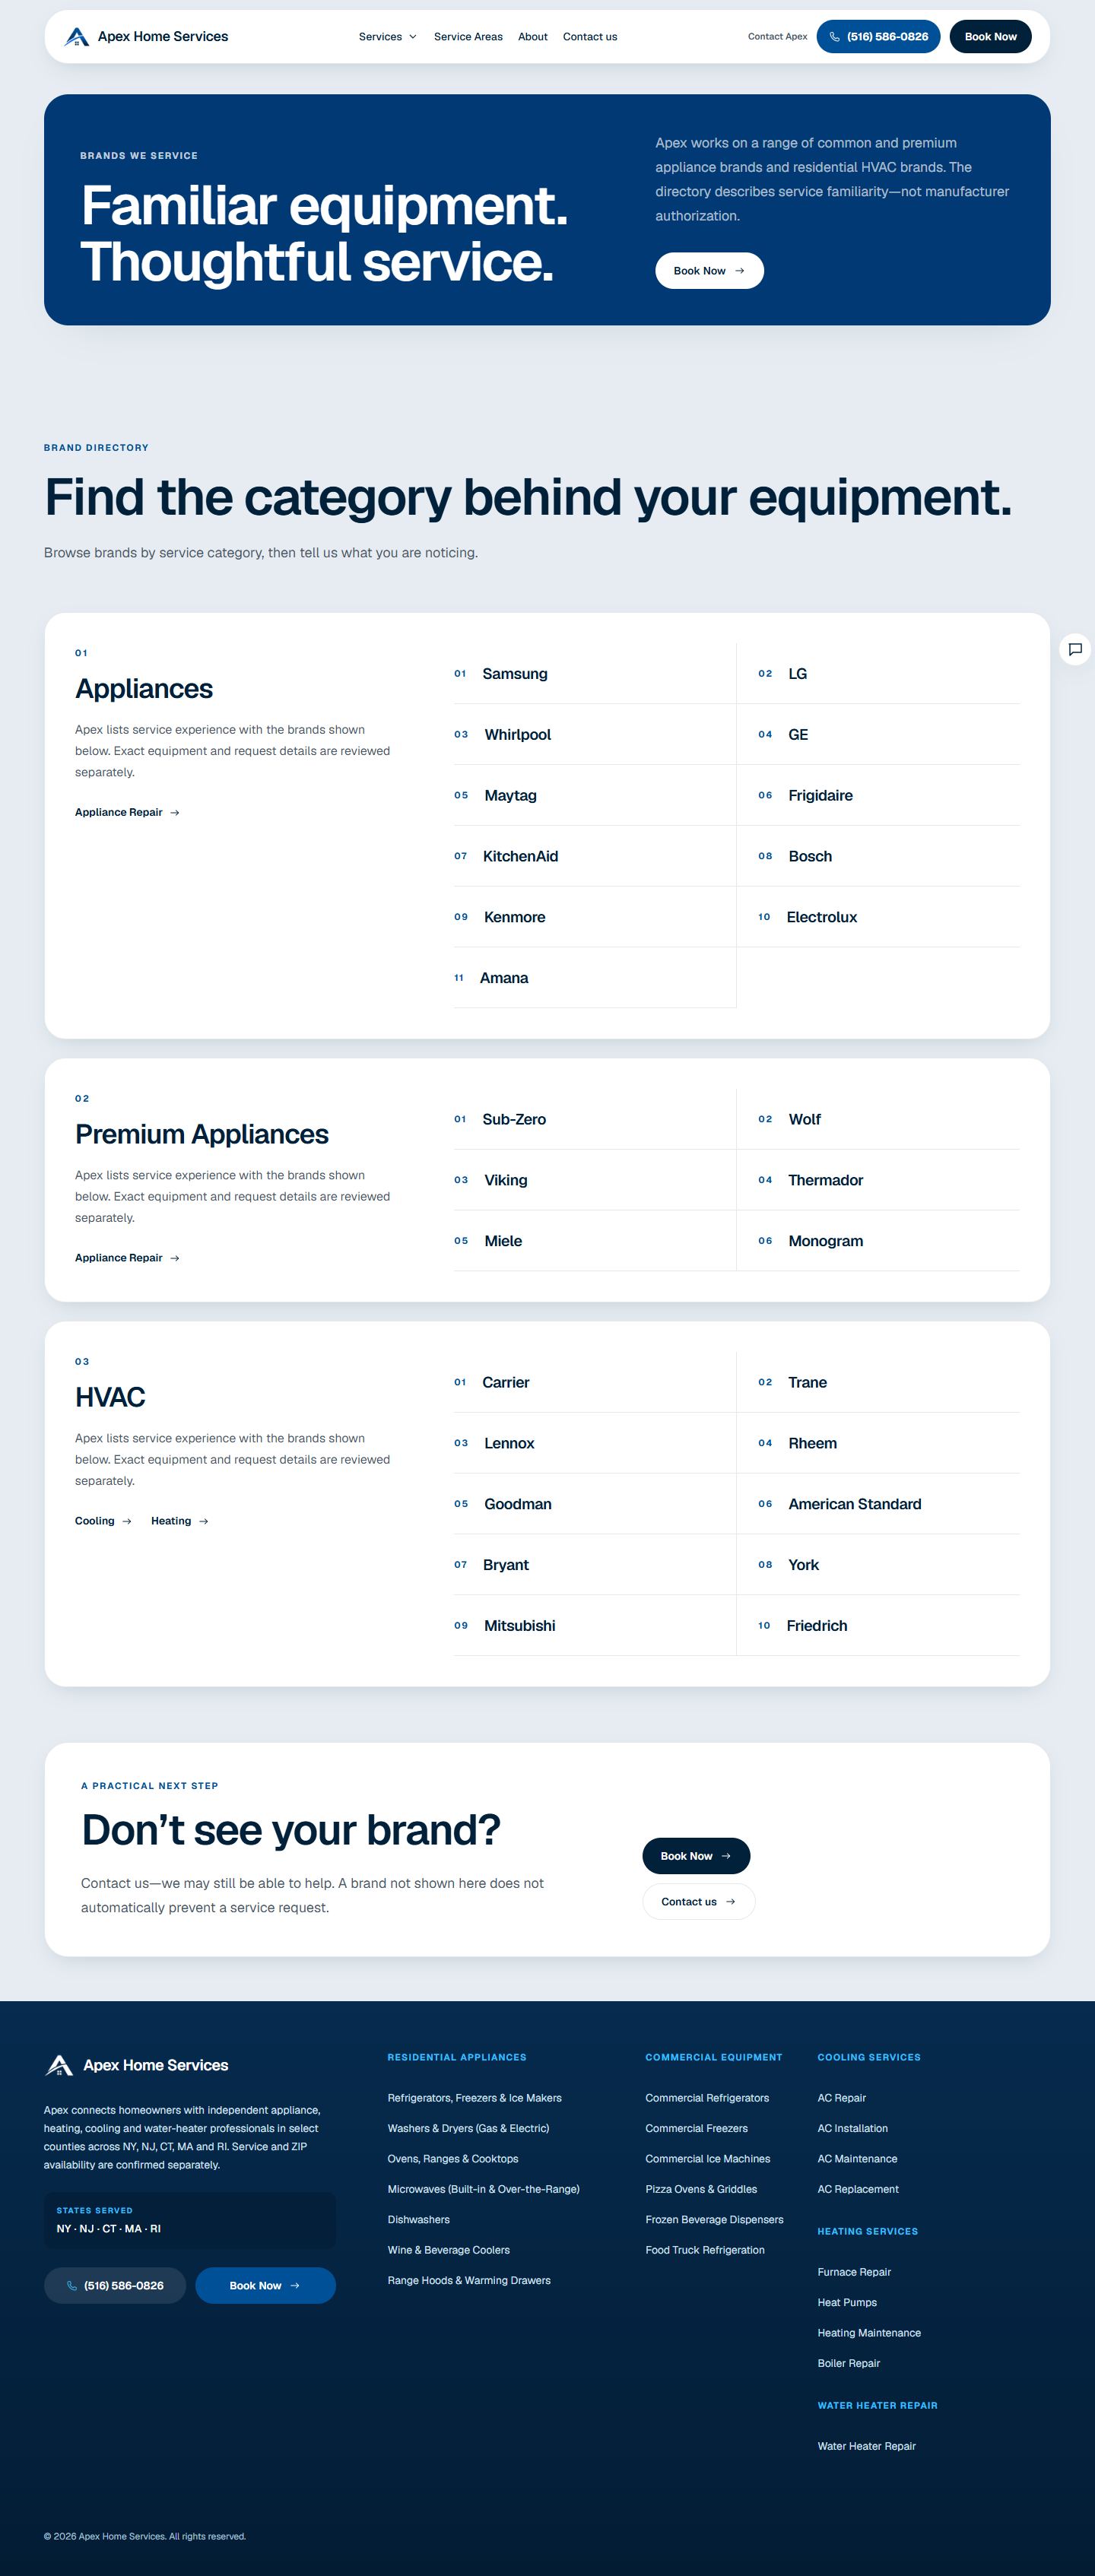 Apex Home Services
Services
Service Areas
About
Contact us
Contact Apex
(516) 586-0826
Book Now
BRANDS WE SERVICE
Familiar equipment.
Thoughtful service.
Apex works on a range of common and premium
appliance brands and residential HVAC brands. The
directory describes service familiarity—not manufacturer
authorization.
Book Now
BRAND DIRECTORY
Find the category behind your equipment.
Browse brands by service category, then tell us what you are noticing.
01
Appliances
Apex lists service experience with the brands shown
below. Exact equipment and request details are reviewed
separately.
Appliance Repair
01 Samsung
02 LG
03 Whirlpool
04 GE
05 Maytag
06 Frigidaire
07 KitchenAid
08 Bosch
09 Kenmore
10 Electrolux
11 Amana
02
Premium Appliances
Apex lists service experience with the brands shown
below. Exact equipment and request details are reviewed
separately.
Appliance Repair
01 Sub-Zero
02 Wolf
03 Viking
04 Thermador
05 Miele
06 Monogram
03
HVAC
Apex lists service experience with the brands shown
below. Exact equipment and request details are reviewed
separately.
Cooling
Heating
01 Carrier
02 Trane
03 Lennox
04 Rheem
05 Goodman
06 American Standard
07 Bryant
08 York
09 Mitsubishi
10 Friedrich
A PRACTICAL NEXT STEP
Don’t see your brand?
Contact us—we may still be able to help. A brand not shown here does not
automatically prevent a service request.
Book Now
Contact us
Apex Home Services
Apex connects homeowners with independent appliance,
heating, cooling and water-heater professionals in select
counties across NY, NJ, CT, MA and RI. Service and ZIP
availability are confirmed separately.
STATES SERVED
NY · NJ · CT · MA · RI
(516) 586-0826
Book Now
RESIDENTIAL APPLIANCES
Refrigerators, Freezers & Ice Makers
Washers & Dryers (Gas & Electric)
Ovens, Ranges & Cooktops
Microwaves (Built-in & Over-the-Range)
Dishwashers
Wine & Beverage Coolers
Range Hoods & Warming Drawers
COMMERCIAL EQUIPMENT
Commercial Refrigerators
Commercial Freezers
Commercial Ice Machines
Pizza Ovens & Griddles
Frozen Beverage Dispensers
Food Truck Refrigeration
COOLING SERVICES
AC Repair
AC Installation
AC Maintenance
AC Replacement
HEATING SERVICES
Furnace Repair
Heat Pumps
Heating Maintenance
Boiler Repair
WATER HEATER REPAIR
Water Heater Repair
© 2026 Apex Home Services. All rights reserved.